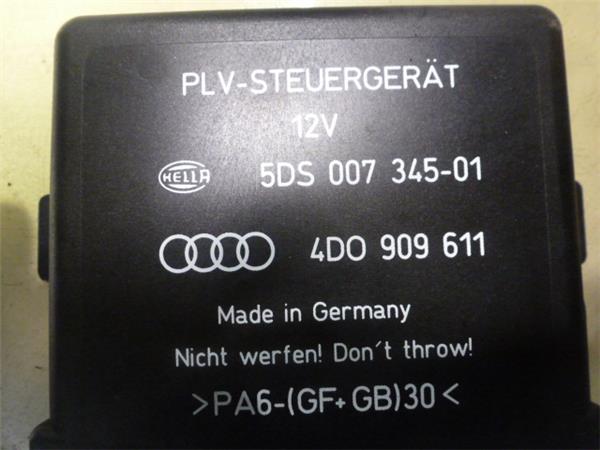 PLV-STEUERGERÄT
12V
HELLA 5DS 007 345-01
4D0 909 611
Made in Germany
Nicht werfen! Don´t throw!
>PA6-(GF+GB)30<